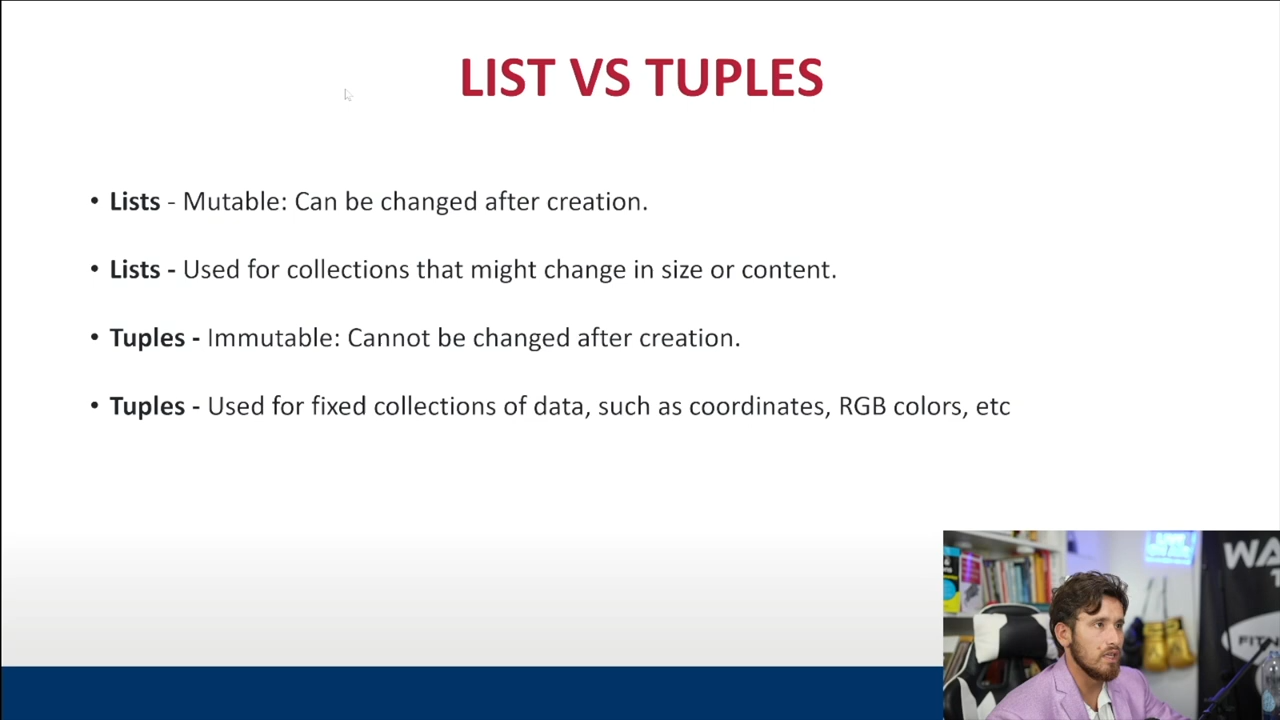 LIST VS TUPLES
• Lists - Mutable: Can be changed after creation.
• Lists - Used for collections that might change in size or content.
• Tuples - Immutable: Cannot be changed after creation.
• Tuples - Used for fixed collections of data, such as coordinates, RGB colors, etc
WA
T
FITN